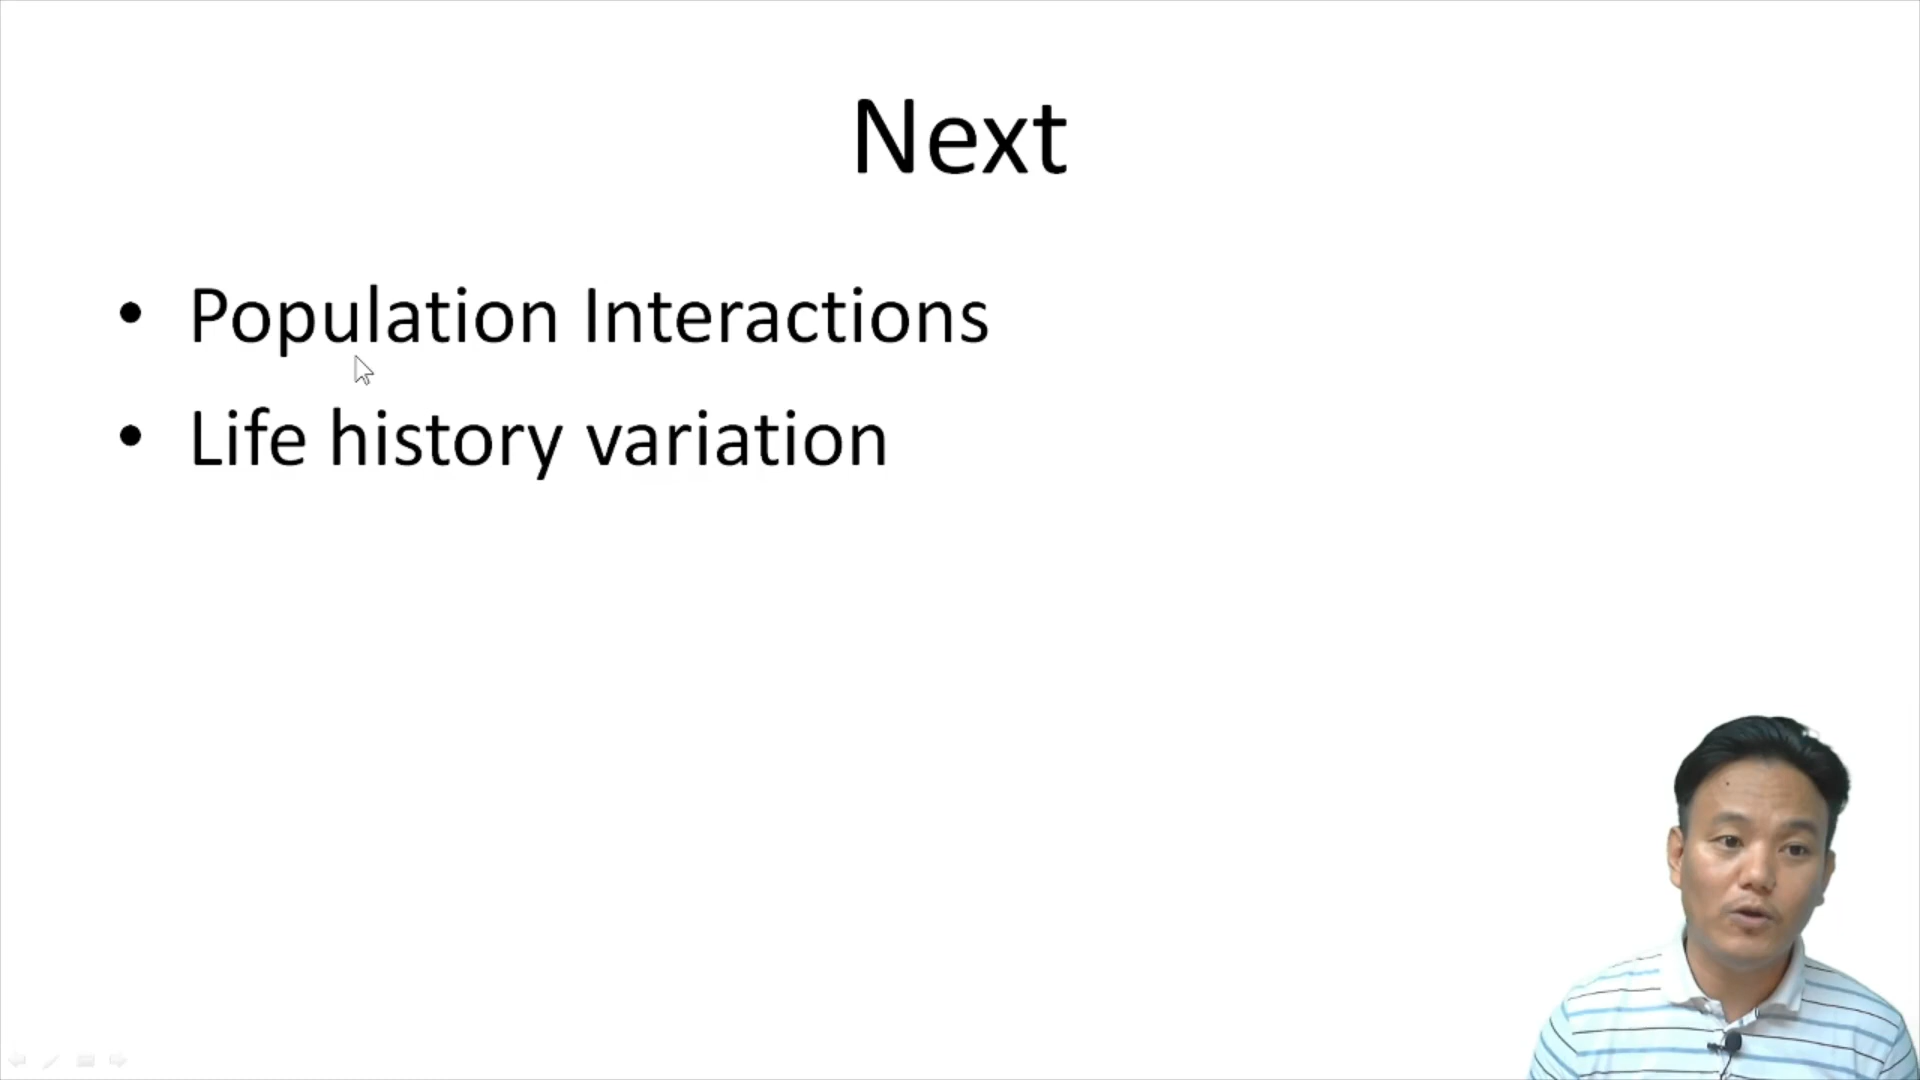 Next
• Population Interactions
• Life history variation